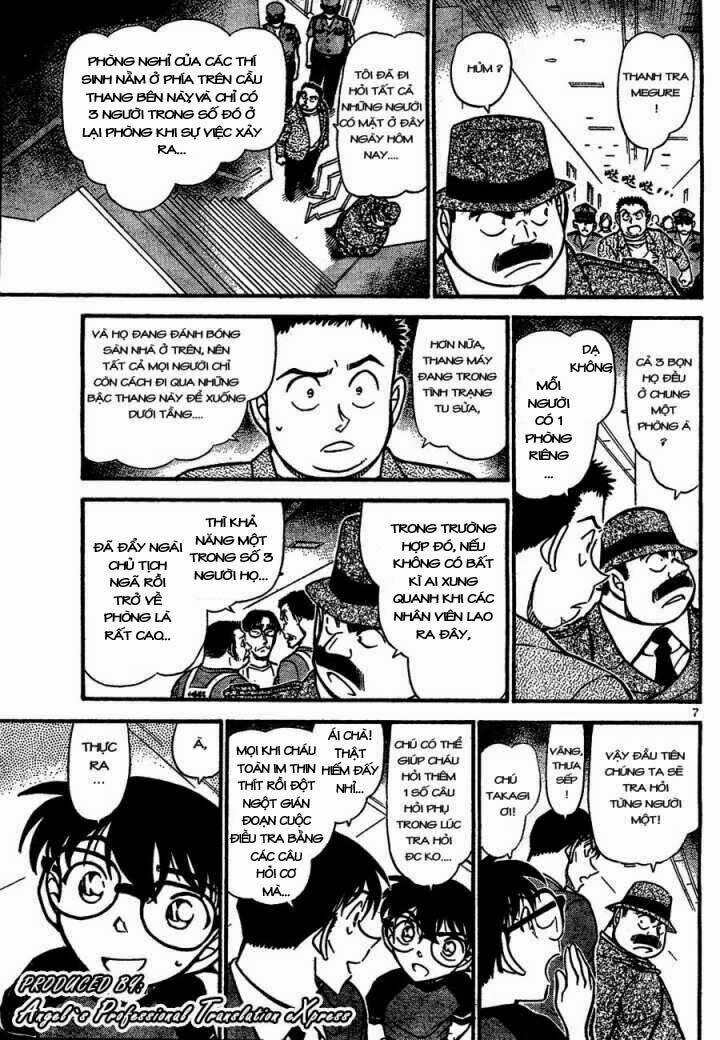 THANH TRA
MEGURE
!
HỬM ?
哒 哒 哒...
TÔI ĐÃ ĐI
HỎI TẤT CẢ
NHỮNG NGƯỜI
CÓ MẶT Ở ĐÂY
NGÀY HÔM
NAY....
PHÒNG NGHỈ CỦA CÁC THÍ
SINH NẰM Ở PHÍA TRÊN CẦU
THANG BÊN NÀY,VÀ CHỈ CÓ
3 NGƯỜI TRONG SỐ ĐÓ Ở
LẠI PHÒNG KHI SỰ VIỆC XẢY
RA...
CẢ 3 BỌN
HỌ ĐỀU
Ở CHUNG
MỘT
PHÒNG À
?
DẠ
KHÔNG
MỖI
NGƯỜI
CÓ 1
PHÒNG
RIÊNG
...
HƠN NỮA,
THANG MÁY
ĐANG TRONG
TÌNH TRẠNG
TU SỬA,
VÀ HỌ ĐANG ĐÁNH BÓNG
SÀN NHÀ Ở TRÊN, NÊN
TẤT CẢ MỌI NGƯỜI CHỈ
CÒN CÁCH ĐI QUA NHỮNG
BẬC THANG NÀY ĐỂ XUỐNG
DƯỚI TẦNG....
TRONG TRƯỜNG
HỢP ĐÓ, NẾU
KHÔNG CÓ BẤT
KÌ AI XUNG
QUANH KHI CÁC
NHÂN VIÊN LAO
RA ĐÂY,
THÌ KHẢ
NĂNG MỘT
TRONG SỐ 3
NGƯỜI HỌ...
ĐÃ ĐẨY NGÀI
CHỦ TỊCH
NGÃ RỒI
TRỞ VỀ
PHÒNG LÀ
RẤT CAO...
7
VẬY ĐẦU TIÊN
CHÚNG TA SẼ
TRA HỎI
TỪNG NGƯỜI
MỘT!
VÂNG,
THƯA
SẾP
!
CHÚ
TAKAGI
ƠI!
CHÚ CÓ THỂ
GIÚP CHÁU
HỎI THÊM
1 SỐ CÂU
HỎI PHỤ
TRONG LÚC
TRA HỎI
ĐC KO....
ÁI CHÀ!
THẬT
HIẾM ĐẤY
NHỈ...
MỌI KHI CHÁU
TOÀN IM THIN
THÍT RỒI ĐỘT
NGỘT GIÁN
ĐOẠN CUỘC
ĐIỀU TRA BẰNG
CÁC CÂU
HỎI CƠ
MÀ...
À,
THỰC
RA ...
PRODUCED BY:
Angel`s Professional Translation eXpress